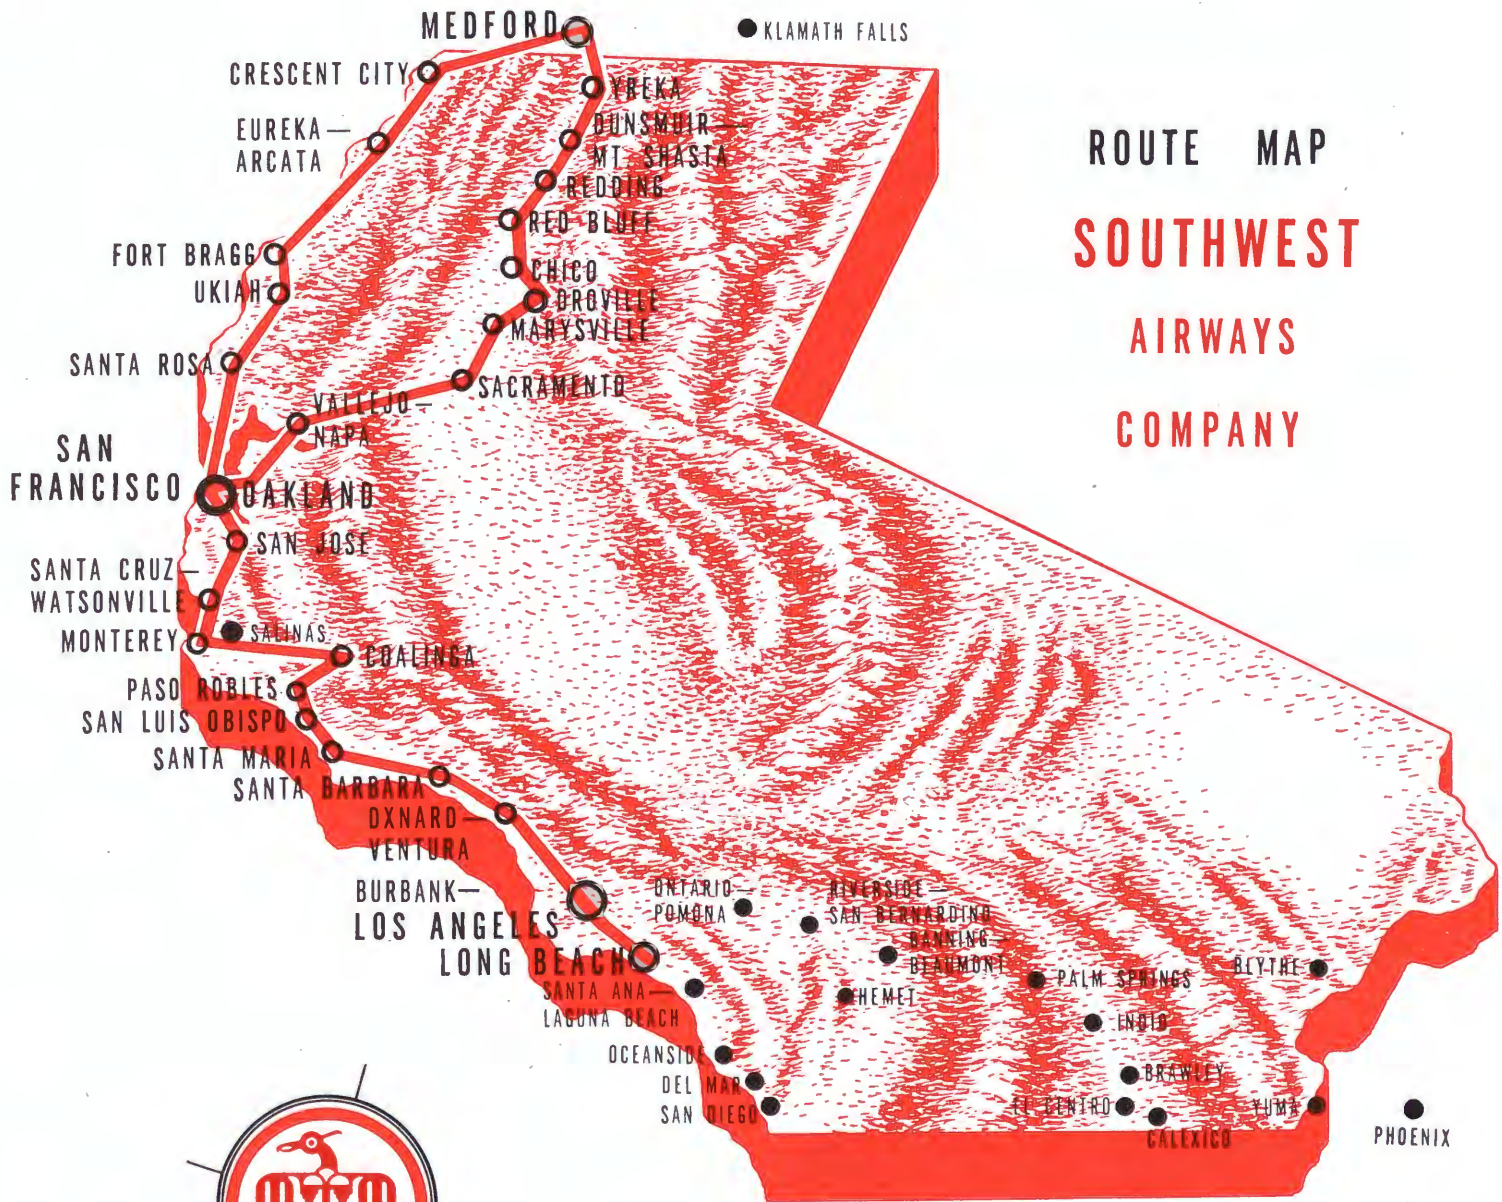 MEDFORD
KLAMATH FALLS
CRESCENT CITY
YREKA
EUREKA—
ARCATA
DUNSMUIR—
MT. SHASTA
REDDING
RED BLUFF
FORT BRAGG
UKIAH
CHICO
OROVILLE
MARYSVILLE
SANTA ROSA
SACRAMENTO
VALLEJO—
NAPA
SAN
FRANCISCO
OAKLAND
SAN JOSE
SANTA CRUZ—
WATSONVILLE
MONTEREY
SALINAS
COALINGA
PASO ROBLES
SAN LUIS OBISPO
SANTA MARIA
SANTA BARBARA
OXNARD—
VENTURA
BURBANK—
LOS ANGELES
LONG BEACH
ONTARIO—
POMONA
RIVERSIDE—
SAN BERNARDINO
BANNING—
BEAUMONT
HEMET
PALM SPRINGS
BLYTHE
INDIO
SANTA ANA—
LAGUNA BEACH
OCEANSIDE
DEL MAR
SAN DIEGO
BRAWLEY
EL CENTRO
CALEXICO
YUMA
PHOENIX
ROUTE MAP
SOUTHWEST
AIRWAYS
COMPANY